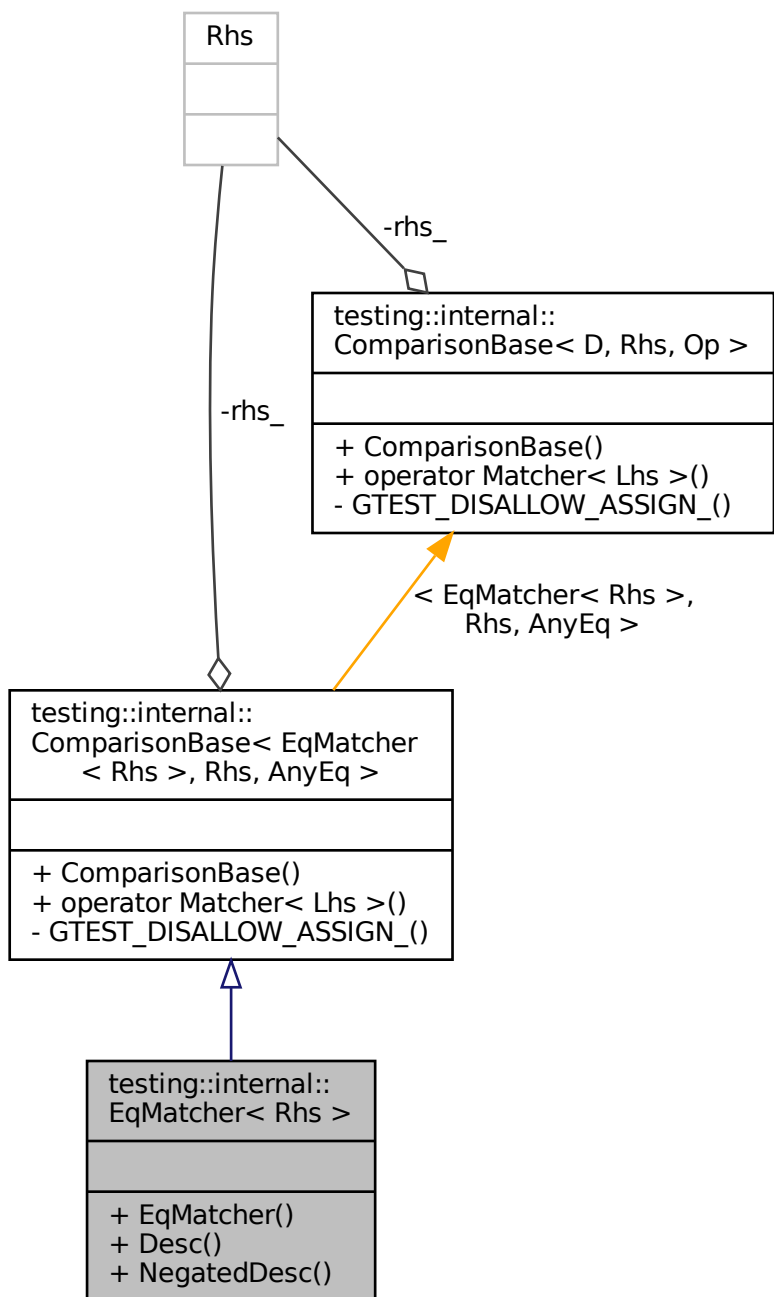 Rhs
-rhs_
testing::internal::
ComparisonBase< D, Rhs, Op >
+ ComparisonBase()
+ operator Matcher< Lhs >()
- GTEST_DISALLOW_ASSIGN_()
-rhs_
< EqMatcher< Rhs >,
Rhs, AnyEq >
testing::internal::
ComparisonBase< EqMatcher
< Rhs >, Rhs, AnyEq >
+ ComparisonBase()
+ operator Matcher< Lhs >()
- GTEST_DISALLOW_ASSIGN_()
testing::internal::
EqMatcher< Rhs >
+ EqMatcher()
+ Desc()
+ NegatedDesc()